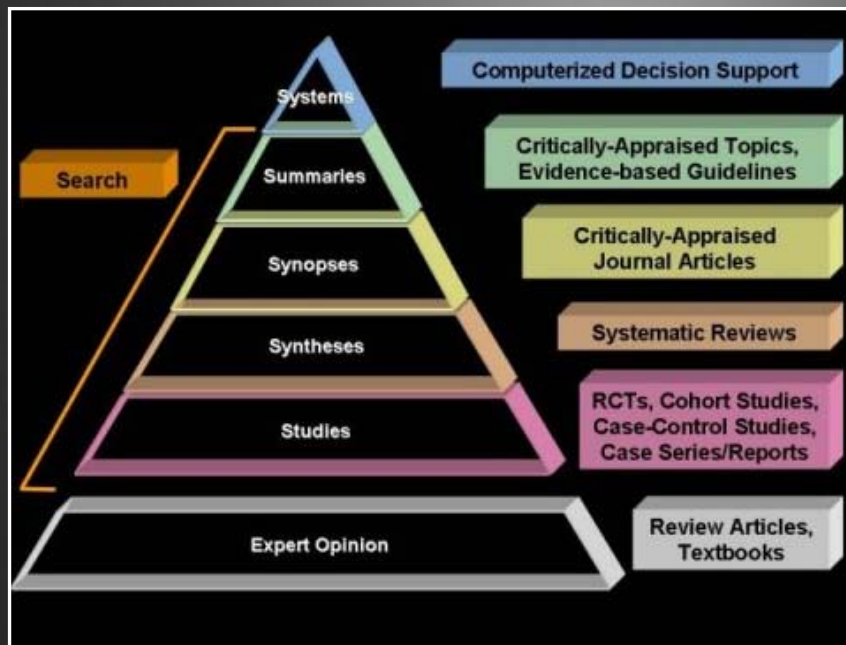 Systems
Computerized Decision Support
Search
Summaries
Critically-Appraised Topics,
Evidence-based Guidelines
Synopses
Critically-Appraised
Journal Articles
Syntheses
Systematic Reviews
Studies
RCTs, Cohort Studies,
Case-Control Studies,
Case Series/Reports
Expert Opinion
Review Articles,
Textbooks